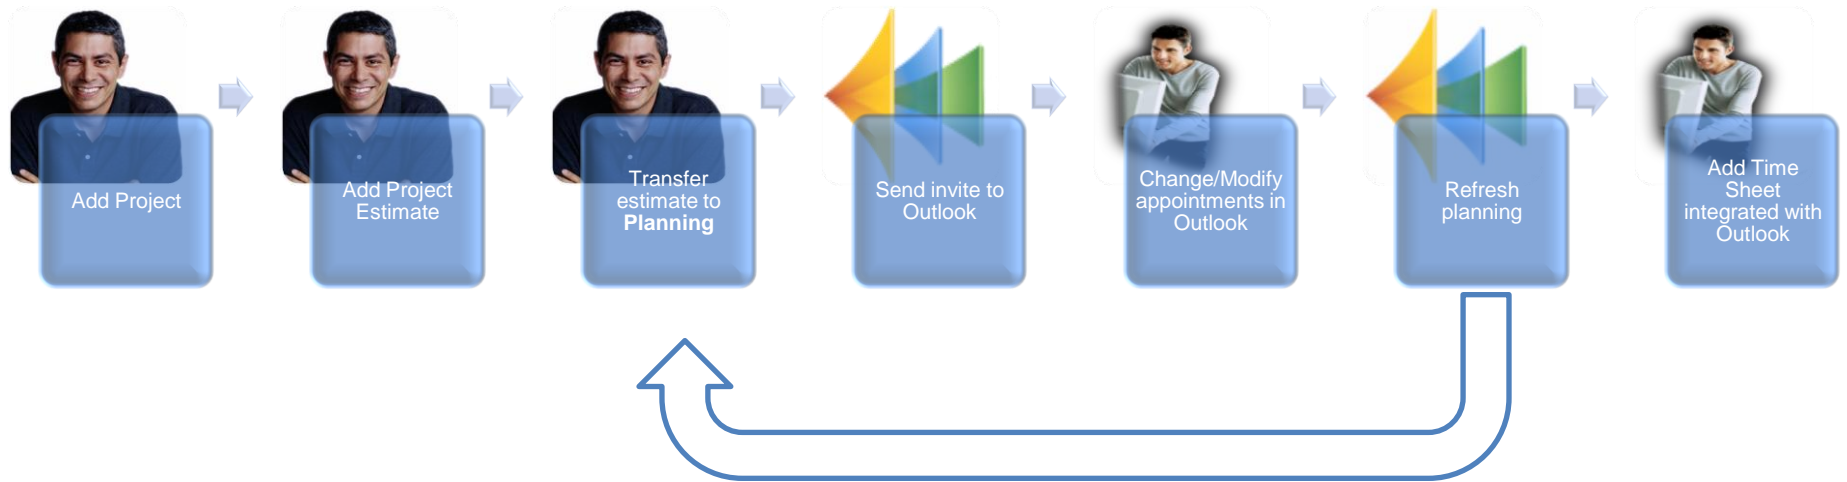 Add Project
Add Project
Estimate
Transfer
estimate to
Planning
Send invite to
Outlook
Change/Modify
appointments in
Outlook
Refresh
planning
Add Time
Sheet
integrated with
Outlook